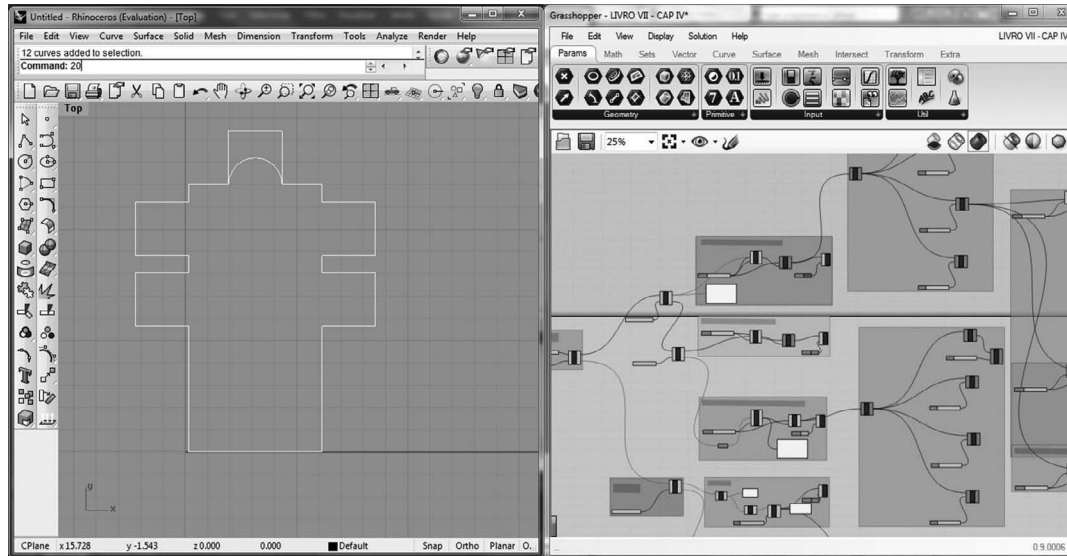 Untitled - Rhinoceros (Evaluation) - [Top]
File Edit View Curve Surface Solid Mesh Dimension Transform Tools Analyze Render Help
12 curves added to selection.
Command: 20
Top
y
x
CPlane x 15.728 y -1.543 z 0.000 0.000 Default Snap Ortho Planar O..
Grasshopper - LIVRO VII - CAP IV*
File Edit View Display Solution Help LIVRO VII - CAP IV
Params Math Sets Vector Curve Surface Mesh Intersect Transform Extra
Geometry Primitive Input Util
25%
0.9.0006